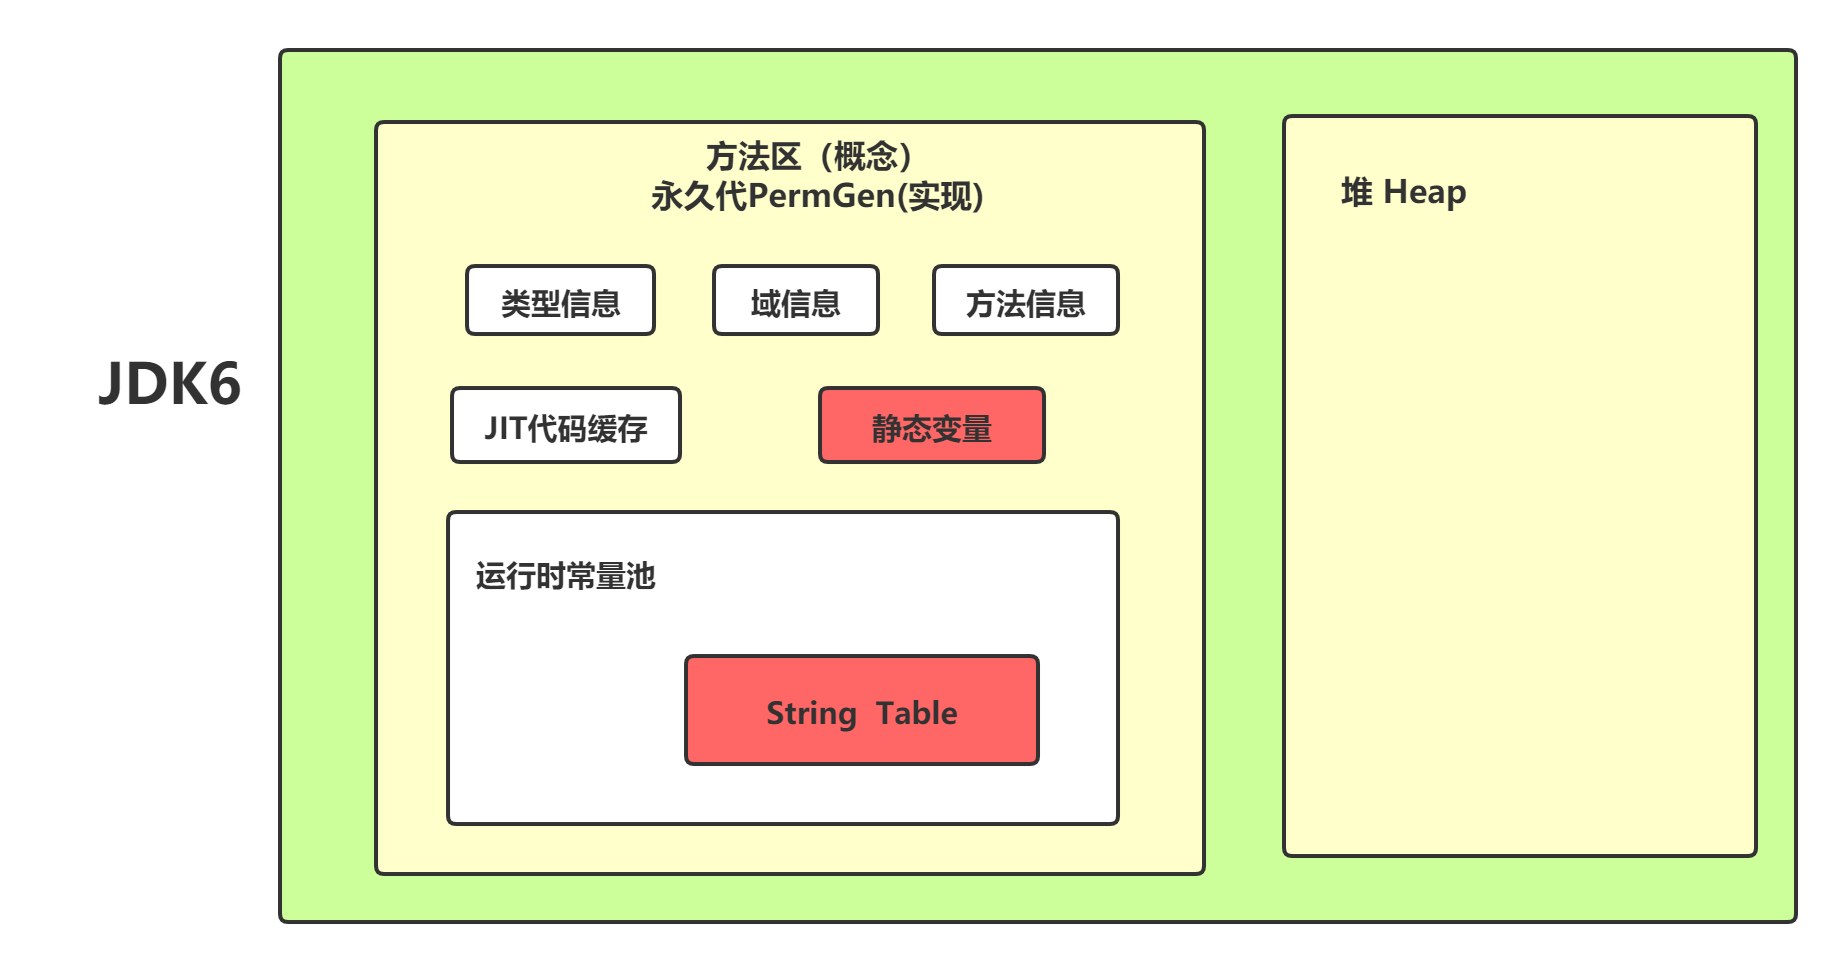 JDK6
方法区（概念）
永久代PermGen(实现)
类型信息
域信息
方法信息
JIT代码缓存
静态变量
运行时常量池
String  Table
堆 Heap